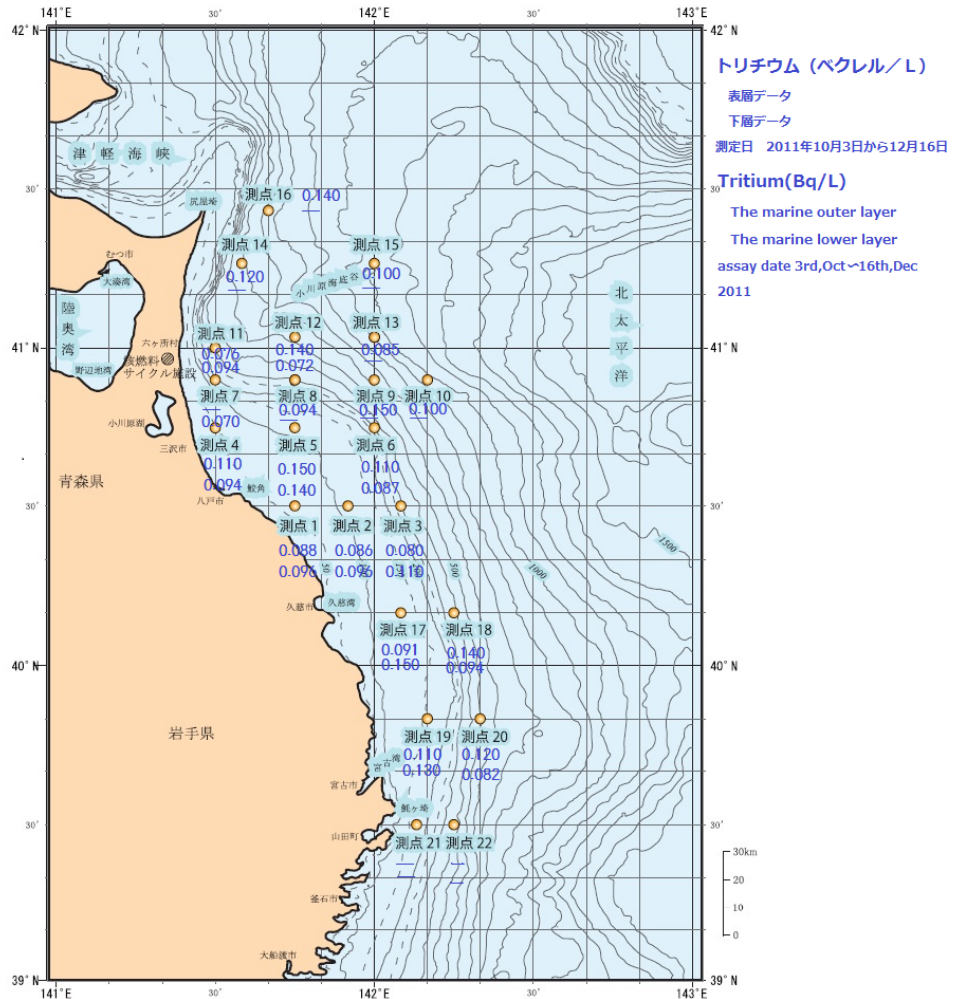 141°E
30′
142°E
30′
143°E
42°N
42°N
トリチウム（ベクレル／Ｌ）
表層データ
下層データ
測定日　2011年10月3日から12月16日
Tritium(Bq/L)
The marine outer layer
The marine lower layer
assay date 3rd,Oct〜16th,Dec
2011
津軽海峡
30′
30′
尻屋埼
測点 16
0.140
—
測点 14
0.120
—
測点 15
0.100
—
小川原海底谷
むつ市
大湊湾
陸奥湾
野辺地湾
北太平洋
六ヶ所村
核燃料
サイクル施設
41°N
41°N
測点 11
0.076
0.094
測点 12
0.140
0.072
測点 13
0.085
—
測点 7
—
0.070
測点 8
0.094
—
測点 9
0.150
—
測点 10
0.100
—
小川原湖
三沢市
測点 4
0.110
0.094
測点 5
0.150
0.140
測点 6
0.110
0.087
青森県
八戸市
鮫角
30′
30′
測点 1
0.088
0.096
測点 2
0.086
0.096
測点 3
0.080
0.110
50
500
1000
1500
久慈市
久慈湾
測点 17
0.091
0.150
測点 18
0.140
0.094
40°N
40°N
岩手県
測点 19
0.110
0.130
測点 20
0.120
0.082
宮古湾
宮古市
魹ヶ埼
30′
30′
山田町
測点 21
—
—
測点 22
—
—
釜石市
大船渡市
30km
20
10
0
39°N
39°N
141°E
30′
142°E
30′
143°E